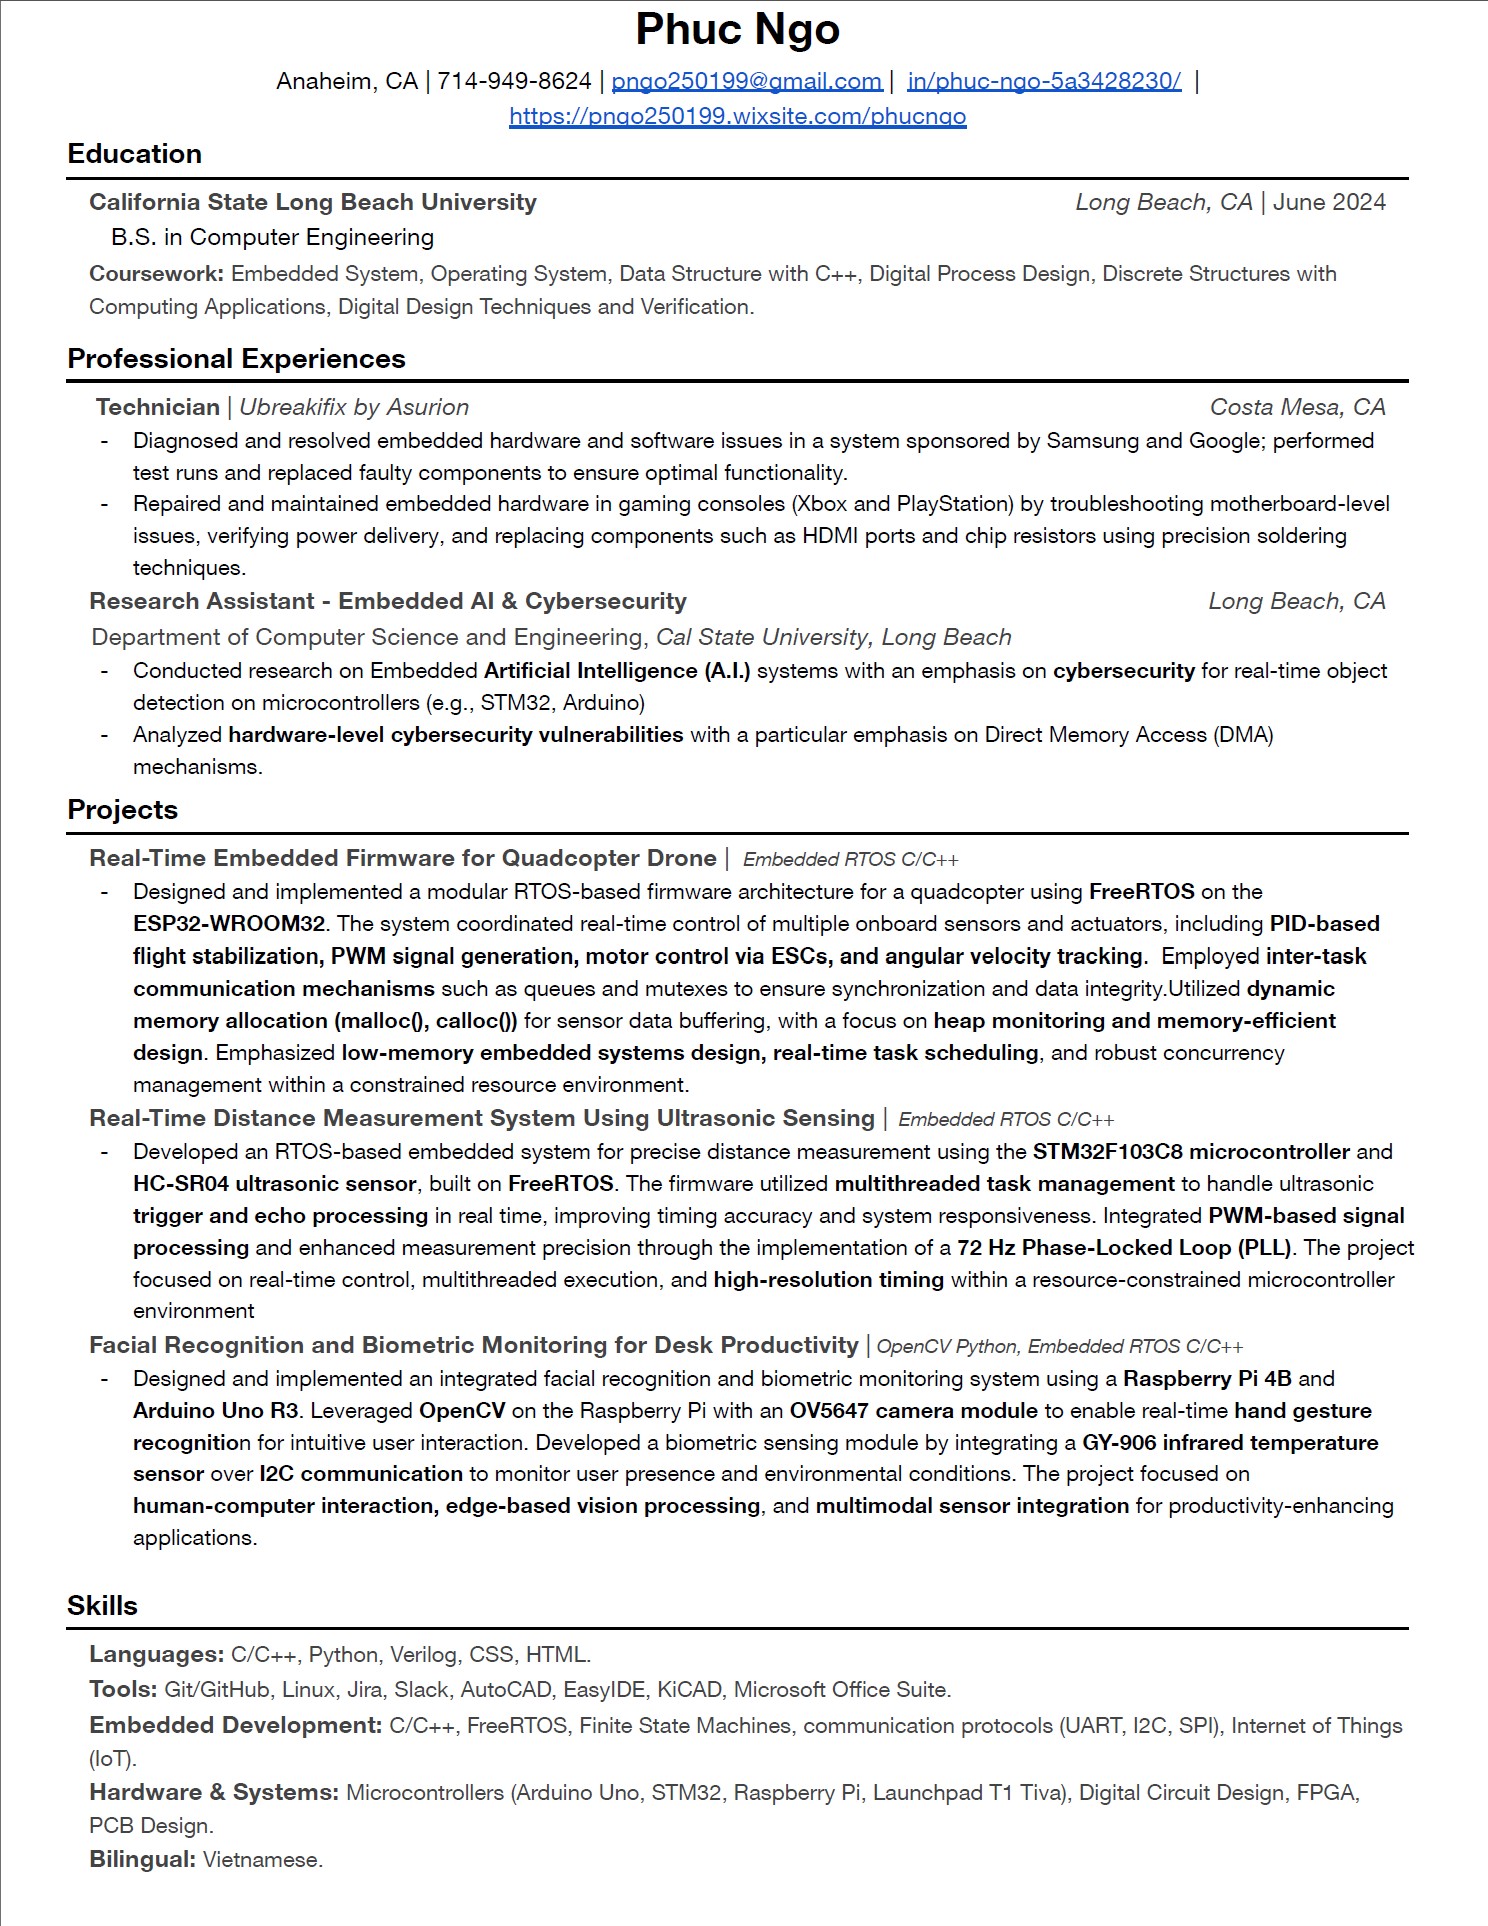 Phuc Ngo
Anaheim, CA | 714-949-8624 | pngo250199@gmail.com | in/phuc-ngo-5a3428230/ |
https://pngo250199.wixsite.com/phucngo
Education
California State Long Beach University Long Beach, CA | June 2024
B.S. in Computer Engineering
Coursework: Embedded System, Operating System, Data Structure with C++, Digital Process Design, Discrete Structures with
Computing Applications, Digital Design Techniques and Verification.
Professional Experiences
Technician | Ubreakifix by Asurion Costa Mesa, CA
- Diagnosed and resolved embedded hardware and software issues in a system sponsored by Samsung and Google; performed
test runs and replaced faulty components to ensure optimal functionality.
- Repaired and maintained embedded hardware in gaming consoles (Xbox and PlayStation) by troubleshooting motherboard-level
issues, verifying power delivery, and replacing components such as HDMI ports and chip resistors using precision soldering
techniques.
Research Assistant - Embedded AI & Cybersecurity Long Beach, CA
Department of Computer Science and Engineering, Cal State University, Long Beach
- Conducted research on Embedded Artificial Intelligence (A.I.) systems with an emphasis on cybersecurity for real-time object
detection on microcontrollers (e.g., STM32, Arduino)
- Analyzed hardware-level cybersecurity vulnerabilities with a particular emphasis on Direct Memory Access (DMA)
mechanisms.
Projects
Real-Time Embedded Firmware for Quadcopter Drone | Embedded RTOS C/C++
- Designed and implemented a modular RTOS-based firmware architecture for a quadcopter using FreeRTOS on the
ESP32-WROOM32. The system coordinated real-time control of multiple onboard sensors and actuators, including PID-based
flight stabilization, PWM signal generation, motor control via ESCs, and angular velocity tracking. Employed inter-task
communication mechanisms such as queues and mutexes to ensure synchronization and data integrity.Utilized dynamic
memory allocation (malloc(), calloc()) for sensor data buffering, with a focus on heap monitoring and memory-efficient
design. Emphasized low-memory embedded systems design, real-time task scheduling, and robust concurrency
management within a constrained resource environment.
Real-Time Distance Measurement System Using Ultrasonic Sensing | Embedded RTOS C/C++
- Developed an RTOS-based embedded system for precise distance measurement using the STM32F103C8 microcontroller and
HC-SR04 ultrasonic sensor, built on FreeRTOS. The firmware utilized multithreaded task management to handle ultrasonic
trigger and echo processing in real time, improving timing accuracy and system responsiveness. Integrated PWM-based signal
processing and enhanced measurement precision through the implementation of a 72 Hz Phase-Locked Loop (PLL). The project
focused on real-time control, multithreaded execution, and high-resolution timing within a resource-constrained microcontroller
environment
Facial Recognition and Biometric Monitoring for Desk Productivity | OpenCV Python, Embedded RTOS C/C++
- Designed and implemented an integrated facial recognition and biometric monitoring system using a Raspberry Pi 4B and
Arduino Uno R3. Leveraged OpenCV on the Raspberry Pi with an OV5647 camera module to enable real-time hand gesture
recognition for intuitive user interaction. Developed a biometric sensing module by integrating a GY-906 infrared temperature
sensor over I2C communication to monitor user presence and environmental conditions. The project focused on
human-computer interaction, edge-based vision processing, and multimodal sensor integration for productivity-enhancing
applications.
Skills
Languages: C/C++, Python, Verilog, CSS, HTML.
Tools: Git/GitHub, Linux, Jira, Slack, AutoCAD, EasyIDE, KiCAD, Microsoft Office Suite.
Embedded Development: C/C++, FreeRTOS, Finite State Machines, communication protocols (UART, I2C, SPI), Internet of Things
(IoT).
Hardware & Systems: Microcontrollers (Arduino Uno, STM32, Raspberry Pi, Launchpad T1 Tiva), Digital Circuit Design, FPGA,
PCB Design.
Bilingual: Vietnamese.